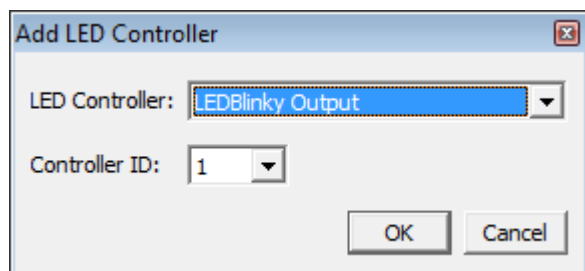 Add LED Controller
LED Controller: LEDBlinky Output
Controller ID: 1
OK Cancel